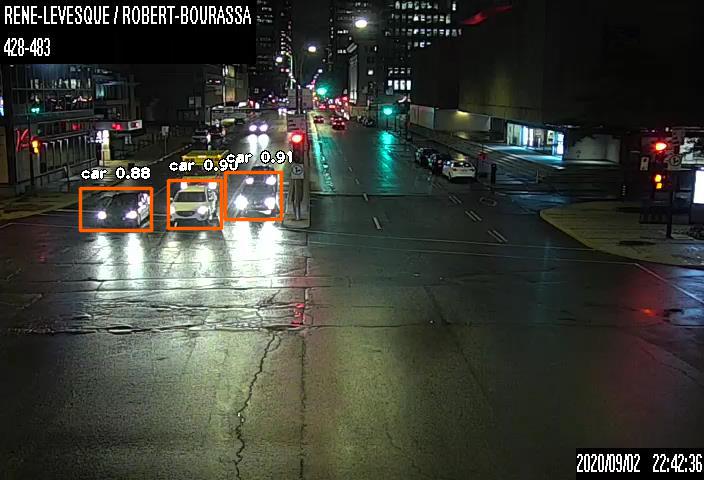 RENE-LEVESQUE / ROBERT-BOURASSA
428-483
car 0.88
car 0.90
car 0.91
2020/09/02 22:42:36